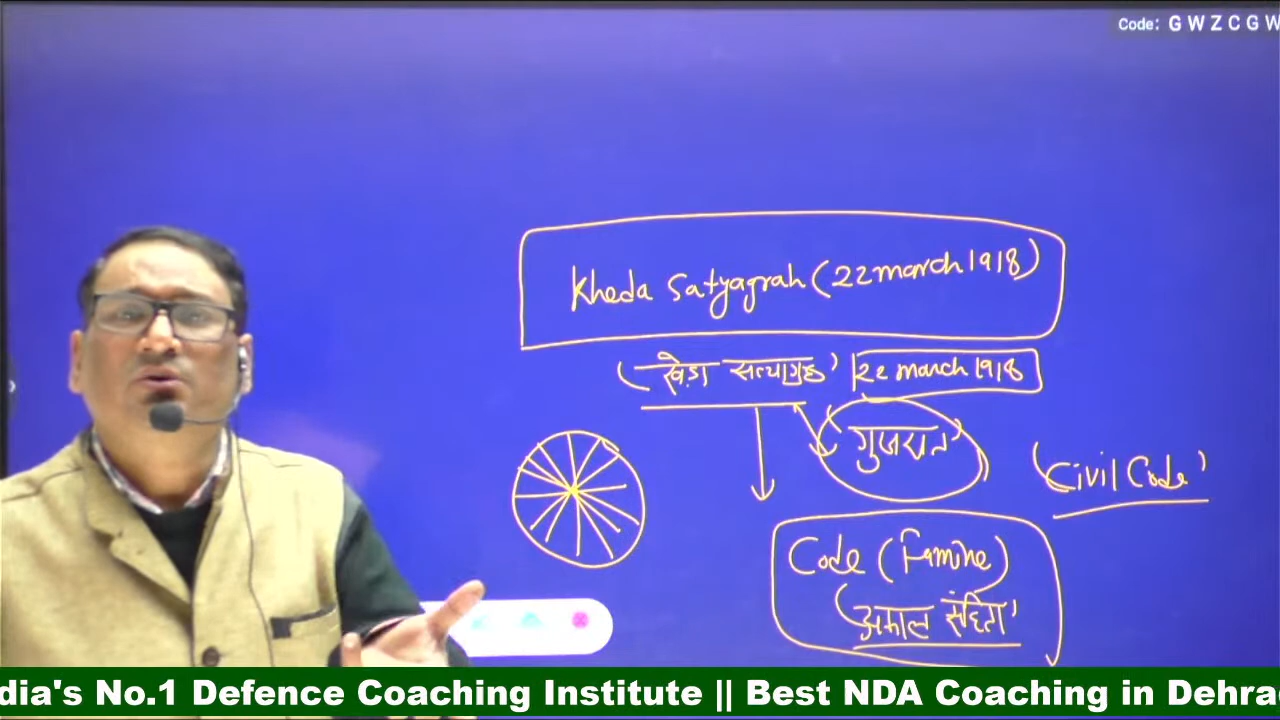 Code: G W Z C G W
Kheda Satyagrah (22 march 1918)
(खेड़ा सत्याग्रह' 22 march 1918
'गुजरात'
'Civil Code'
Code (Famine)
'अकाल संहिता'
dia's No.1 Defence Coaching Institute || Best NDA Coaching in Dehra